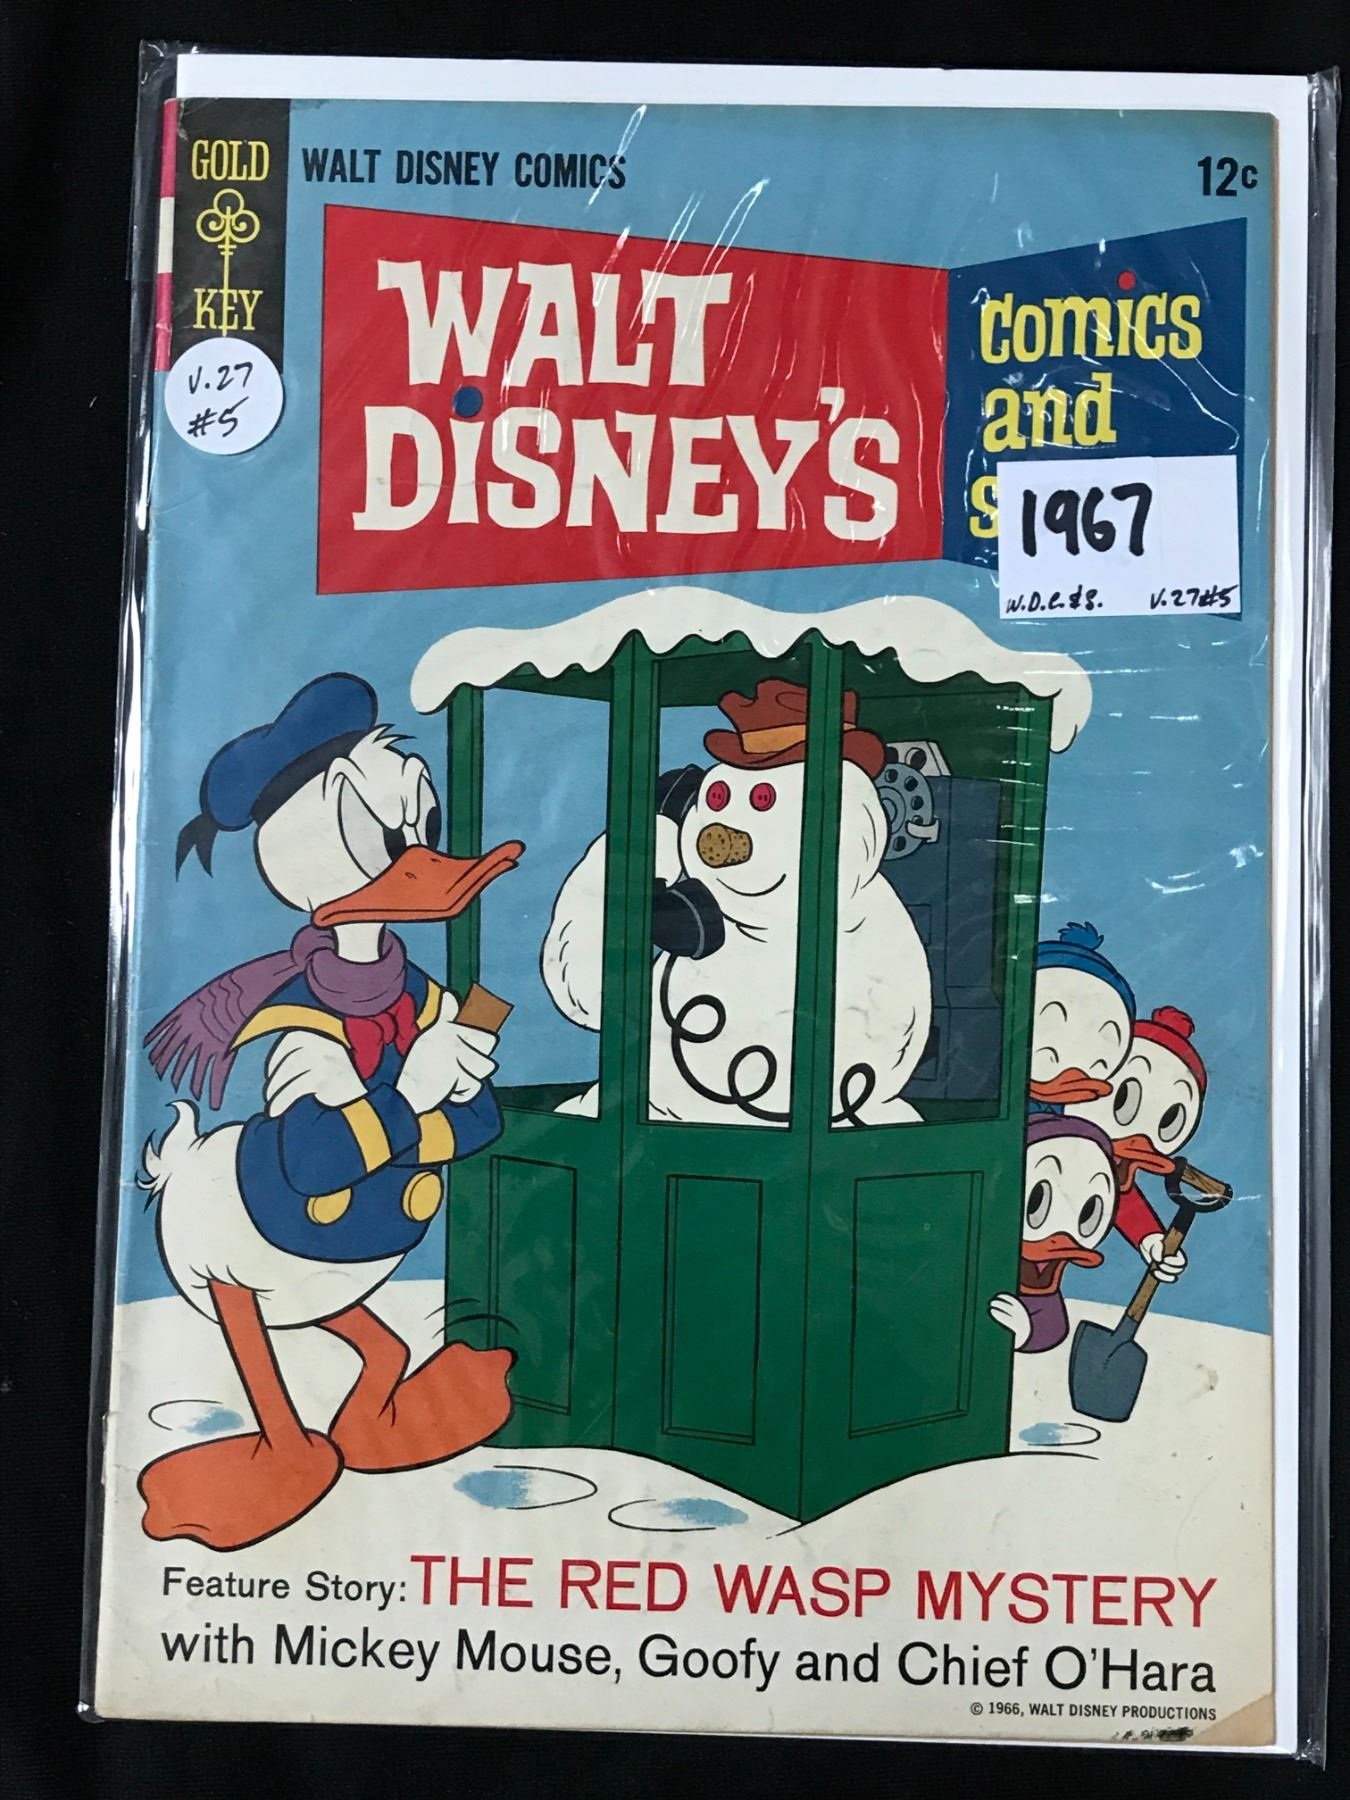 GOLD
KEY
WALT DISNEY COMICS
12c
WALT
DISNEY'S
Comics
and
S
V.27
#5
1967
W.D.C.&S. V.27#5
Feature Story: THE RED WASP MYSTERY
with Mickey Mouse, Goofy and Chief O'Hara
© 1966, WALT DISNEY PRODUCTIONS